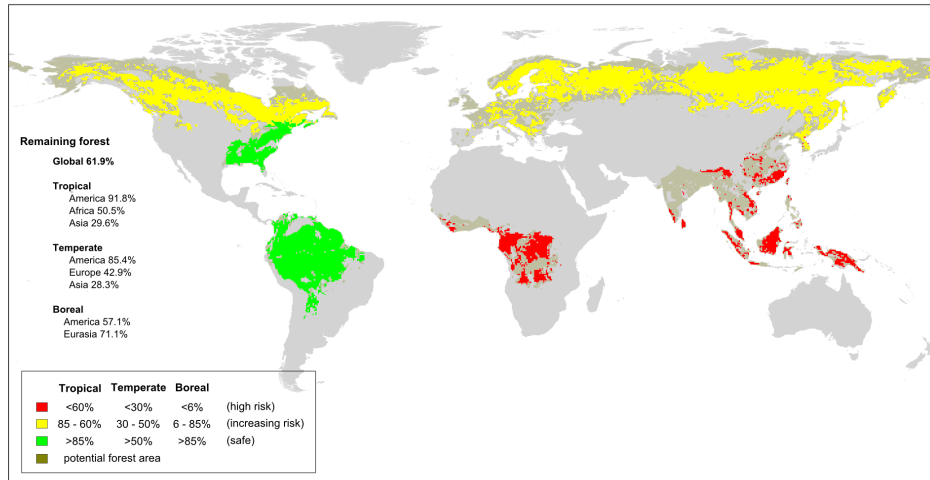 Remaining forest
Global 61.9%
Tropical
America 91.8%
Africa 50.5%
Asia 29.6%
Temperate
America 85.4%
Europe 42.9%
Asia 28.3%
Boreal
America 57.1%
Eurasia 71.1%
Tropical Temperate Boreal
<60% <30% <6% (high risk)
85 - 60% 30 - 50% 6 - 85% (increasing risk)
>85% >50% >85% (safe)
potential forest area